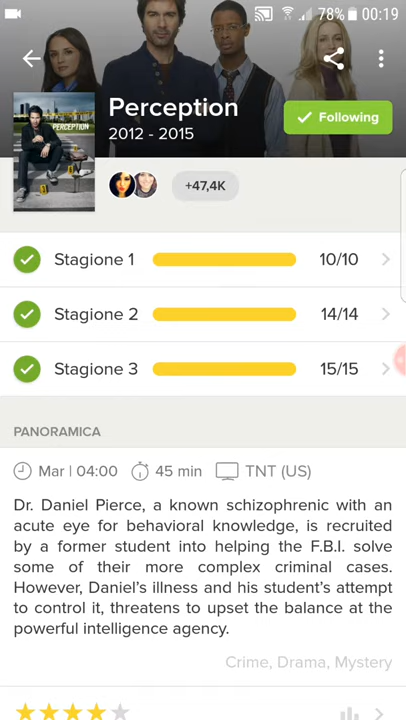 78% 00:19
Perception
2012 - 2015
Following
PERCEPTION
+47,4K
Stagione 1 10/10
Stagione 2 14/14
Stagione 3 15/15
PANORAMICA
Mar | 04:00 45 min TNT (US)
Dr. Daniel Pierce, a known schizophrenic with an
acute eye for behavioral knowledge, is recruited
by a former student into helping the F.B.I. solve
some of their more complex criminal cases.
However, Daniel's illness and his student's attempt
to control it, threatens to upset the balance at the
powerful intelligence agency.
Crime, Drama, Mystery